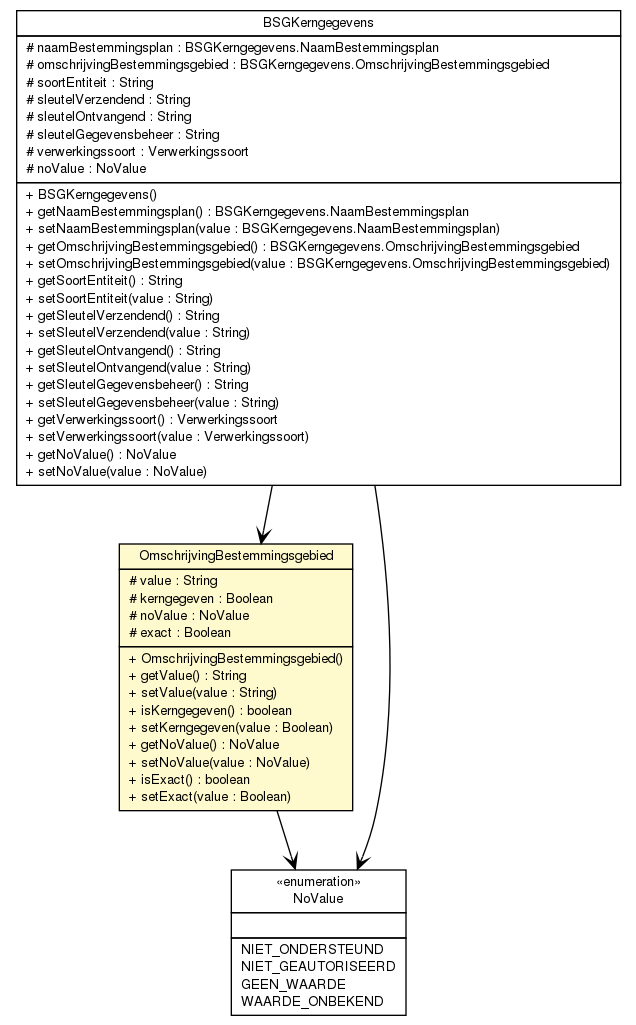 BSGKerngegevens
# naamBestemmingsplan : BSGKerngegevens.NaamBestemmingsplan
# omschrijvingBestemmingsgebied : BSGKerngegevens.OmschrijvingBestemmingsgebied
# soortEntiteit : String
# sleutelVerzendend : String
# sleutelOntvangend : String
# sleutelGegevensbeheer : String
# verwerkingssoort : Verwerkingssoort
# noValue : NoValue
+ BSGKerngegevens()
+ getNaamBestemmingsplan() : BSGKerngegevens.NaamBestemmingsplan
+ setNaamBestemmingsplan(value : BSGKerngegevens.NaamBestemmingsplan)
+ getOmschrijvingBestemmingsgebied() : BSGKerngegevens.OmschrijvingBestemmingsgebied
+ setOmschrijvingBestemmingsgebied(value : BSGKerngegevens.OmschrijvingBestemmingsgebied)
+ getSoortEntiteit() : String
+ setSoortEntiteit(value : String)
+ getSleutelVerzendend() : String
+ setSleutelVerzendend(value : String)
+ getSleutelOntvangend() : String
+ setSleutelOntvangend(value : String)
+ getSleutelGegevensbeheer() : String
+ setSleutelGegevensbeheer(value : String)
+ getVerwerkingssoort() : Verwerkingssoort
+ setVerwerkingssoort(value : Verwerkingssoort)
+ getNoValue() : NoValue
+ setNoValue(value : NoValue)
OmschrijvingBestemmingsgebied
# value : String
# kerngegeven : Boolean
# noValue : NoValue
# exact : Boolean
+ OmschrijvingBestemmingsgebied()
+ getValue() : String
+ setValue(value : String)
+ isKerngegeven() : boolean
+ setKerngegeven(value : Boolean)
+ getNoValue() : NoValue
+ setNoValue(value : NoValue)
+ isExact() : boolean
+ setExact(value : Boolean)
«enumeration»
NoValue
NIET_ONDERSTEUND
NIET_GEAUTORISEERD
GEEN_WAARDE
WAARDE_ONBEKEND